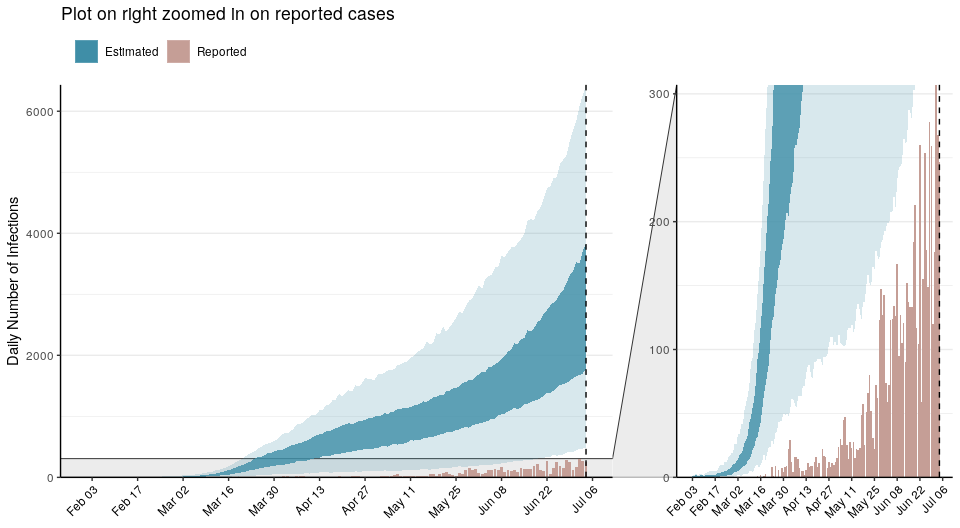 Plot on right zoomed in on reported cases
Estimated Reported
Daily Number of Infections
6000
4000
2000
0
Feb 03 Feb 17 Mar 02 Mar 16 Mar 30 Apr 13 Apr 27 May 11 May 25 Jun 08 Jun 22 Jul 06
300
200
100
0
Feb 03 Feb 17 Mar 02 Mar 16 Mar 30 Apr 13 Apr 27 May 11 May 25 Jun 08 Jun 22 Jul 06